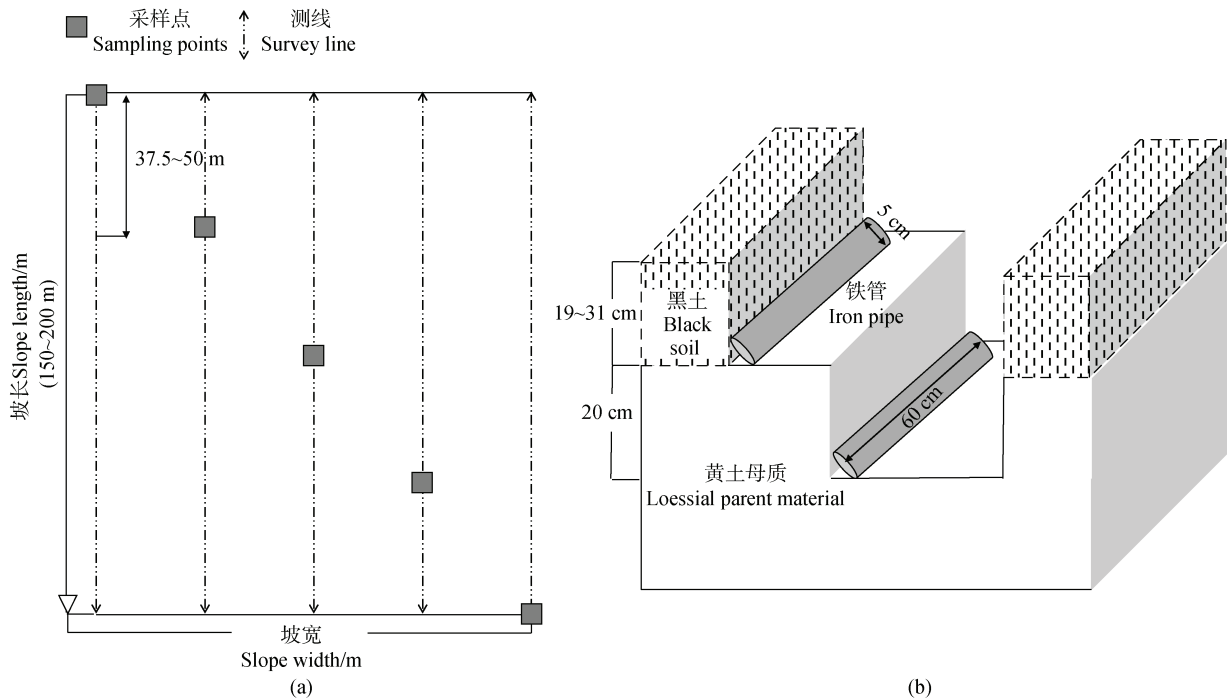 采样点
Sampling points
测线
Survey line
37.5~50 m
坡长Slope length/m
(150~200 m)
坡宽
Slope width/m
(a)
5 cm
19~31 cm
黑土
Black
soil
铁管
Iron pipe
20 cm
60 cm
黄土母质
Loessial parent material
(b)